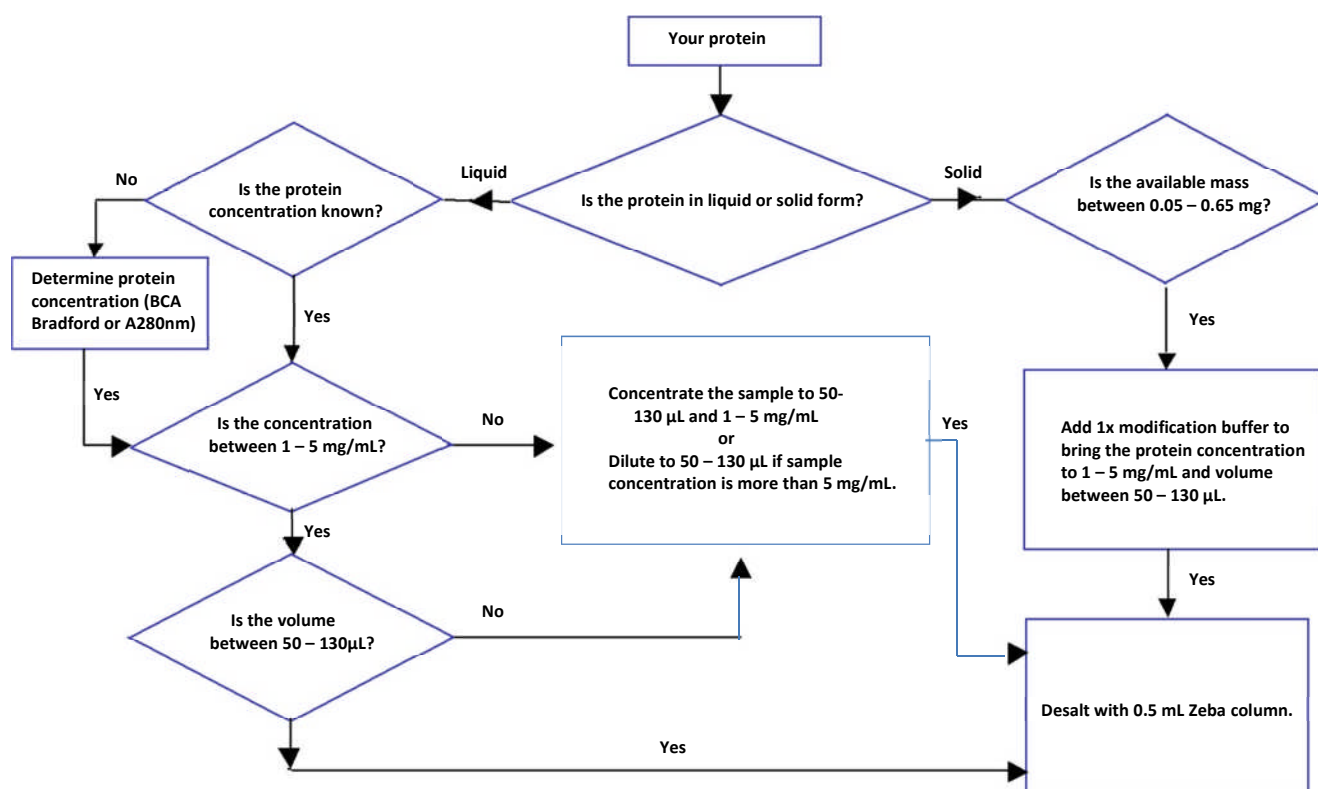 Your protein
Is the protein in liquid or solid form?
Liquid
Solid
Is the protein
concentration known?
No
Yes
Determine protein
concentration (BCA
Bradford or A280nm)
Yes
Is the concentration
between 1 – 5 mg/mL?
No
Yes
Is the volume
between 50 – 130µL?
No
Yes
Concentrate the sample to 50-
130 µL and 1 – 5 mg/mL
or
Dilute to 50 – 130 µL if sample
concentration is more than 5 mg/mL.
Yes
Is the available mass
between 0.05 – 0.65 mg?
Yes
Add 1x modification buffer to
bring the protein concentration
to 1 – 5 mg/mL and volume
between 50 – 130 µL.
Yes
Desalt with 0.5 mL Zeba column.